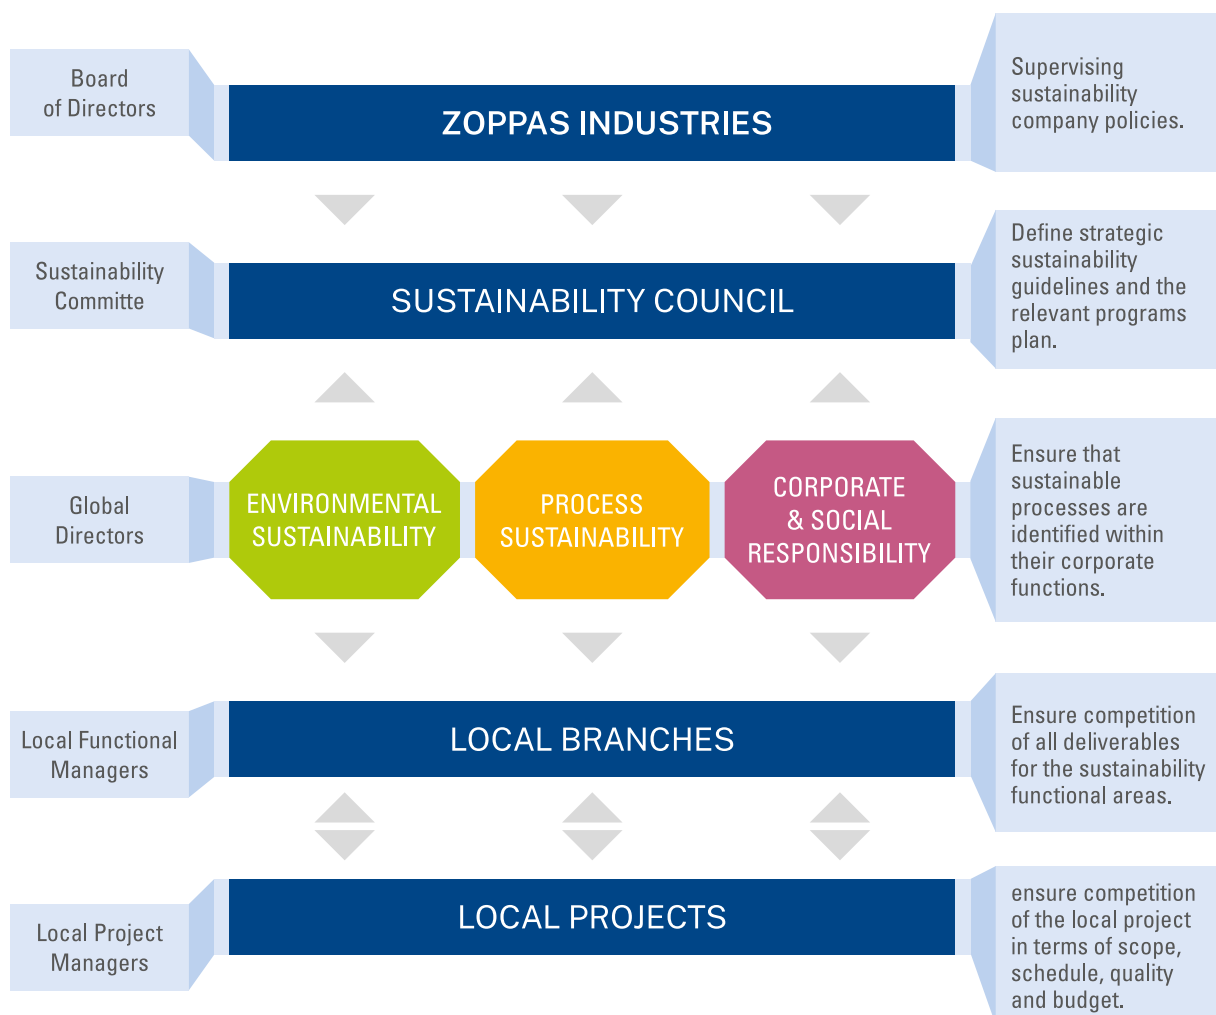 Board
of Directors
ZOPPAS INDUSTRIES
Supervising
sustainability
company policies.
Sustainability
Committe
SUSTAINABILITY COUNCIL
Define strategic
sustainability
guidelines and the
relevant programs
plan.
Global
Directors
ENVIRONMENTAL
SUSTAINABILITY
PROCESS
SUSTAINABILITY
CORPORATE
& SOCIAL
RESPONSIBILITY
Ensure that
sustainable
processes are
identified within
their corporate
functions.
Local Functional
Managers
LOCAL BRANCHES
Ensure competition
of all deliverables
for the sustainability
functional areas.
Local Project
Managers
LOCAL PROJECTS
ensure competition
of the local project
in terms of scope,
schedule, quality
and budget.